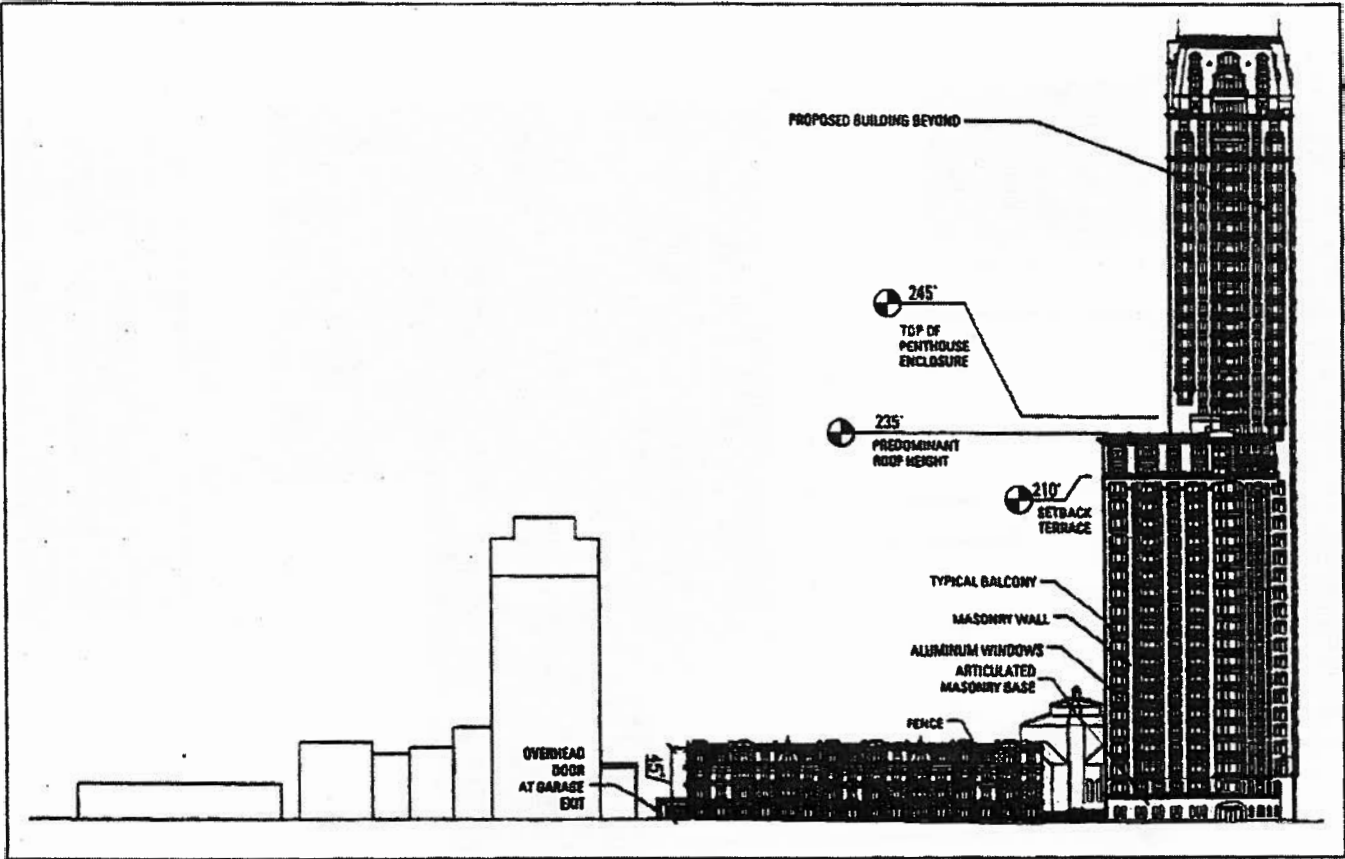 PROPOSED BUILDING BEYOND
245'
TOP OF
PENTHOUSE
ENCLOSURE
235'
PREDOMINANT
ROOF HEIGHT
210'
SETBACK
TERRACE
TYPICAL BALCONY
MASONRY WALL
ALUMINUM WINDOWS
ARTICULATED
MASONRY BASE
FENCE
OVERHEAD
DOOR
AT GARAGE
EXIT
45'